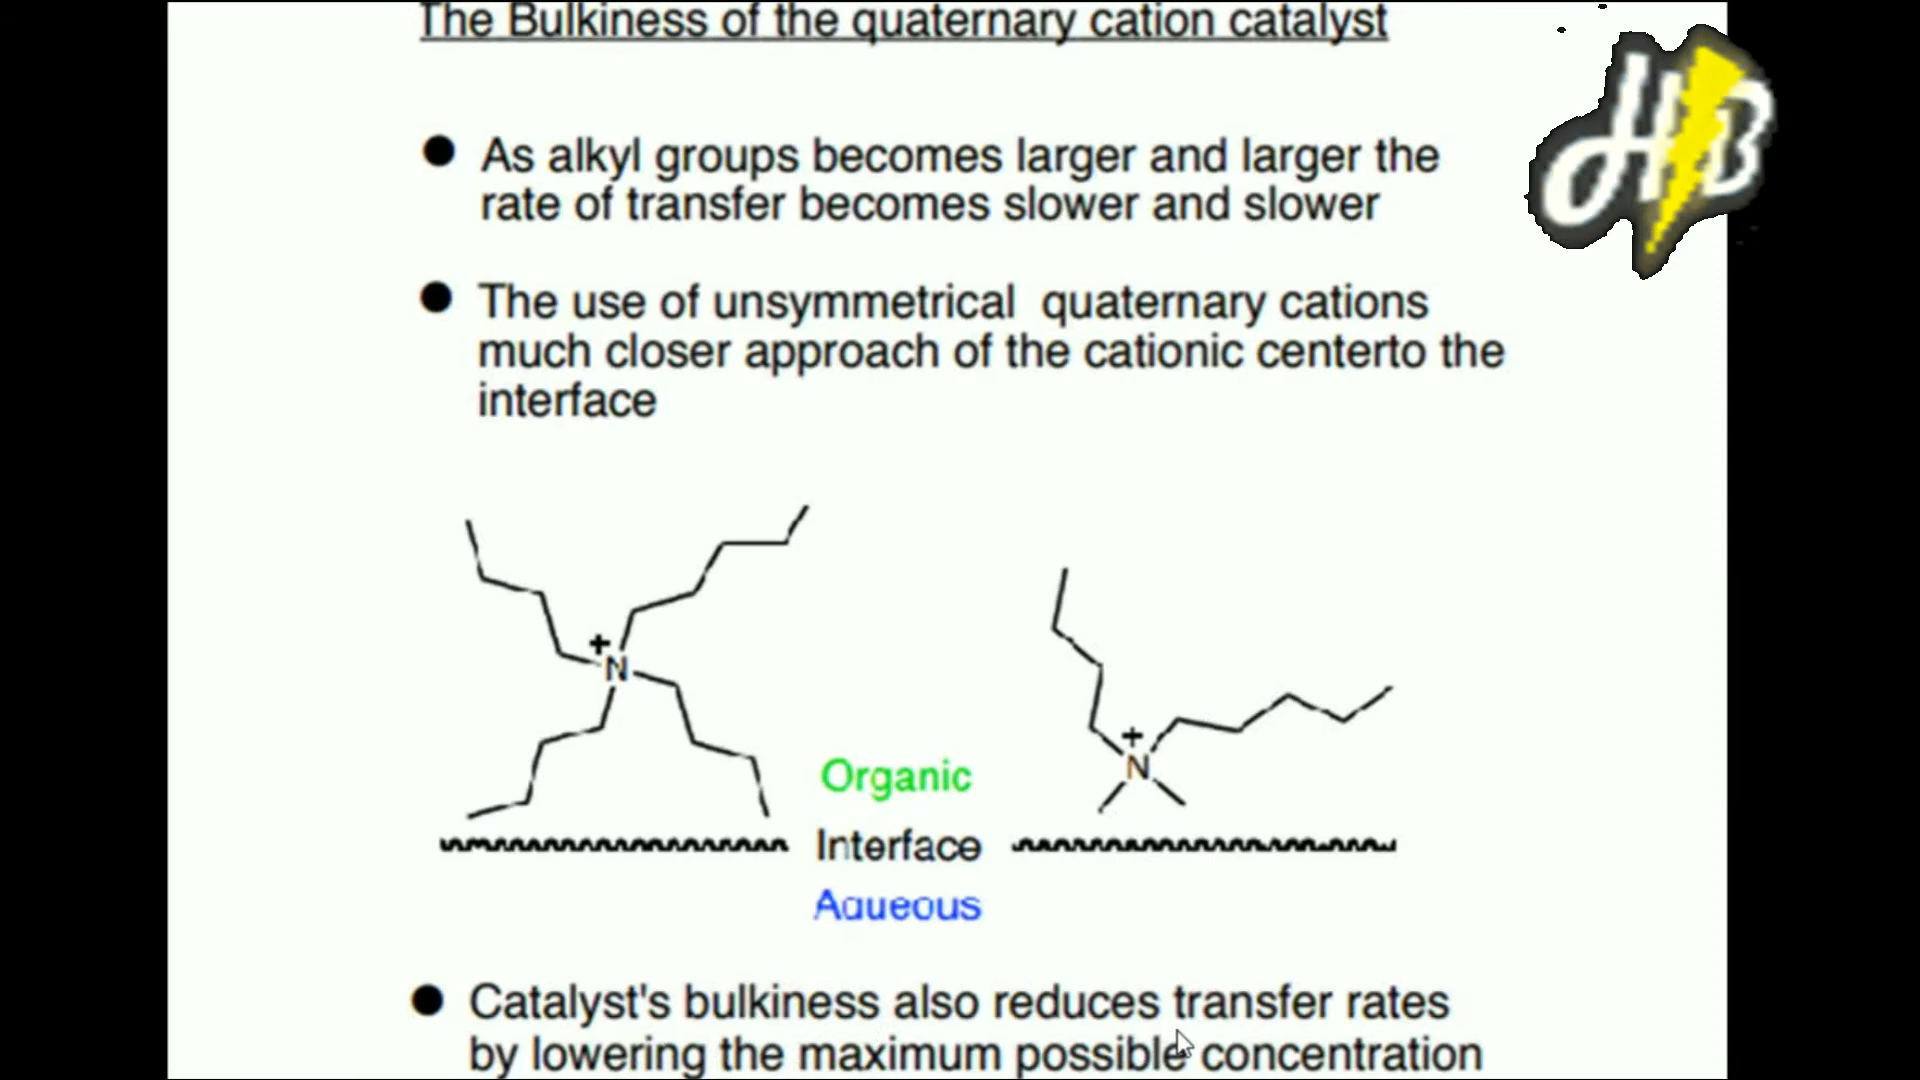 The Bulkiness of the quaternary cation catalyst
As alkyl groups becomes larger and larger the
rate of transfer becomes slower and slower
The use of unsymmetrical quaternary cations
much closer approach of the cationic centerto the
interface
+
N
+
N
Organic
Interface
Aqueous
Catalyst's bulkiness also reduces transfer rates
by lowering the maximum possible concentration
HB